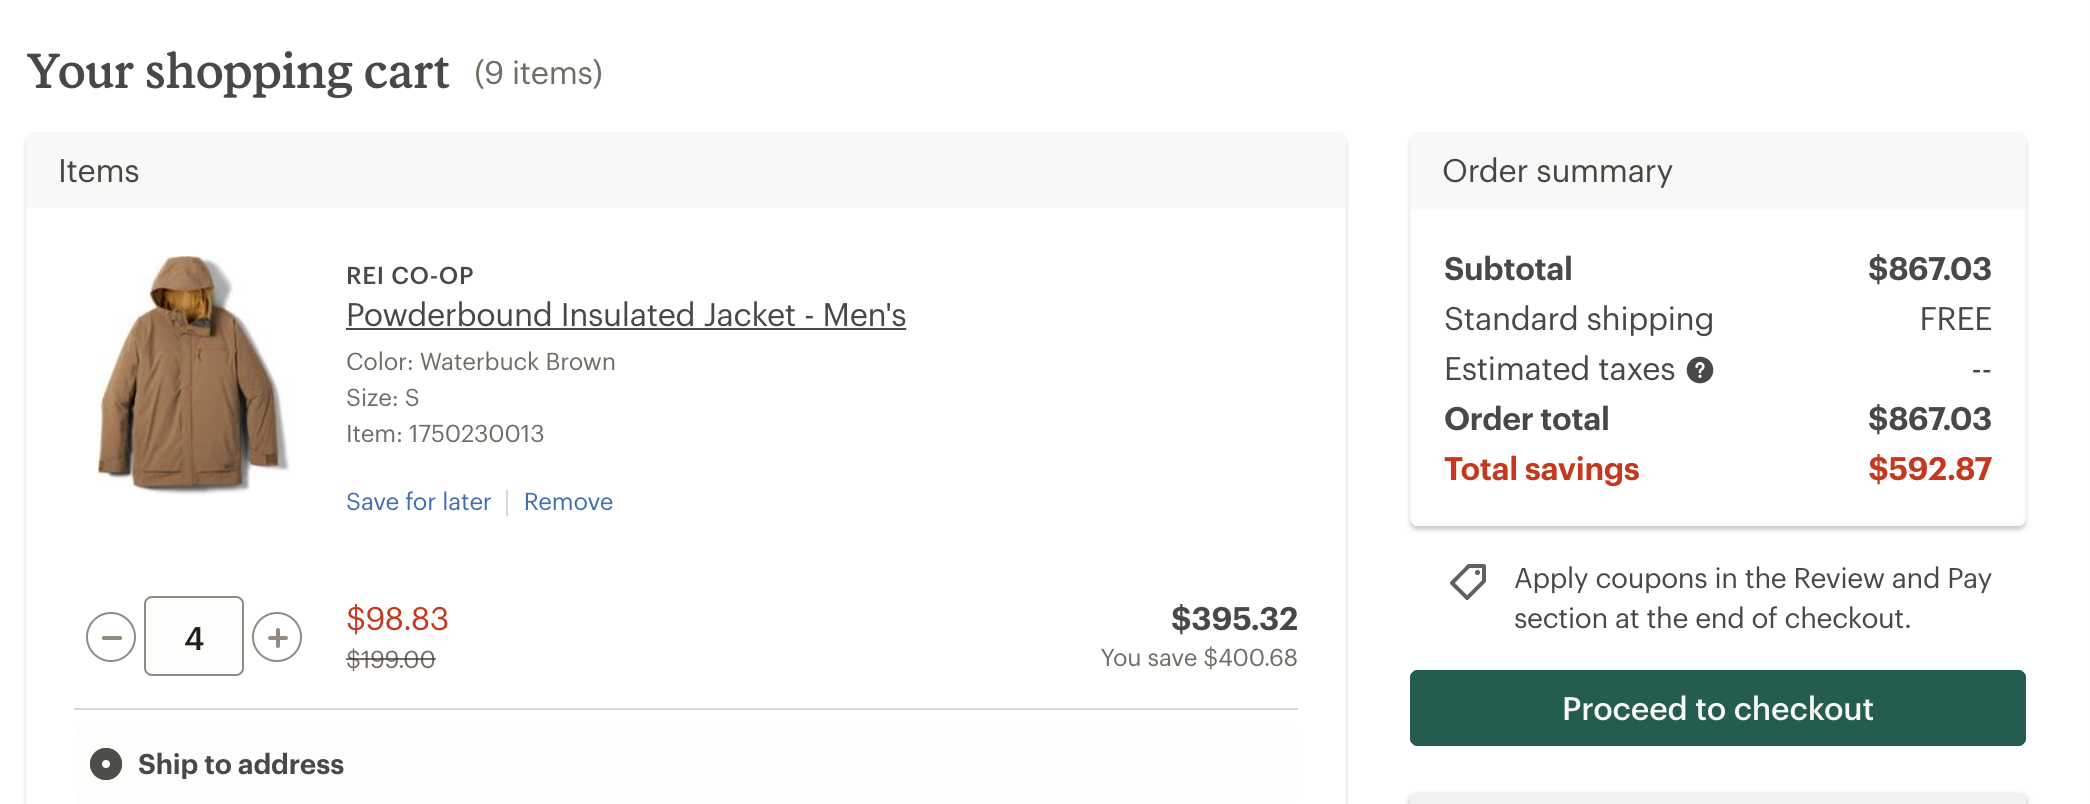 Your shopping cart (9 items)
Items
REI CO-OP
Powderbound Insulated Jacket - Men's
Color: Waterbuck Brown
Size: S
Item: 1750230013
Save for later | Remove
4
$98.83
$199.00
$395.32
You save $400.68
Ship to address
Order summary
Subtotal $867.03
Standard shipping FREE
Estimated taxes ? --
Order total $867.03
Total savings $592.87
Apply coupons in the Review and Pay
section at the end of checkout.
Proceed to checkout